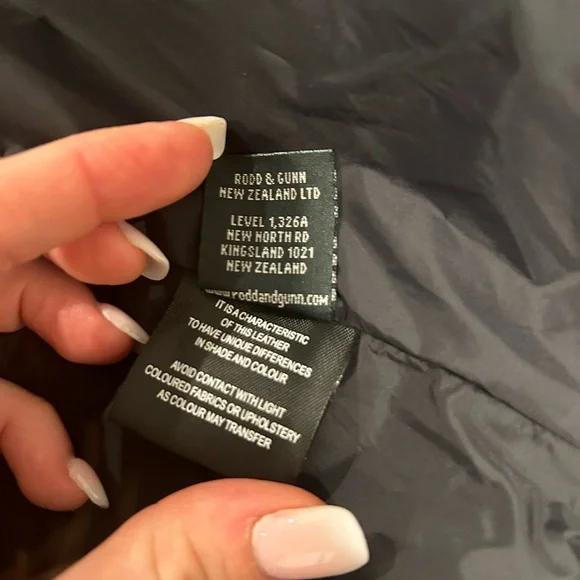 RODD & GUNN
NEW ZEALAND LTD
LEVEL 1,326A
NEW NORTH RD
KINGSLAND 1021
NEW ZEALAND
www.roddandgunn.com
IT IS A CHARACTERISTIC
OF THIS LEATHER
TO HAVE UNIQUE DIFFERENCES
IN SHADE AND COLOUR
AVOID CONTACT WITH LIGHT
COLOURED FABRICS OR UPHOLSTERY
AS COLOUR MAY TRANSFER